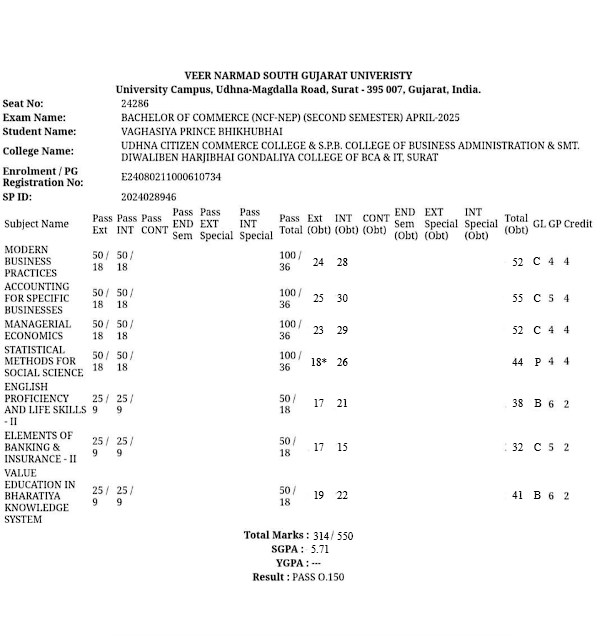 VEER NARMAD SOUTH GUJARAT UNIVERISTY
University Campus, Udhna-Magdalla Road, Surat - 395 007, Gujarat, India.
Seat No: 24286
Exam Name: BACHELOR OF COMMERCE (NCF-NEP) (SECOND SEMESTER) APRIL-2025
Student Name: VAGHASIYA PRINCE BHIKHUBHAI
College Name: UDHNA CITIZEN COMMERCE COLLEGE & S.P.B. COLLEGE OF BUSINESS ADMINISTRATION & SMT.
DIWALIBEN HARJIBHAI GONDALIYA COLLEGE OF BCA & IT, SURAT
Enrolment / PG
Registration No: E24080211000610734
SP ID: 2024028946
Subject Name Pass Ext Pass INT Pass CONT Pass END Sem Pass EXT Special Pass INT Special Pass Total Ext (Obt) INT (Obt) CONT (Obt) END Sem (Obt) EXT Special (Obt) INT Special (Obt) Total (Obt) GL GP Credit
MODERN BUSINESS PRACTICES 50 / 18 50 / 18 100 / 36 24 28 52 C 4 4
ACCOUNTING FOR SPECIFIC BUSINESSES 50 / 18 50 / 18 100 / 36 25 30 55 C 5 4
MANAGERIAL ECONOMICS 50 / 18 50 / 18 100 / 36 23 29 52 C 4 4
STATISTICAL METHODS FOR SOCIAL SCIENCE 50 / 18 50 / 18 100 / 36 18* 26 44 P 4 4
ENGLISH PROFICIENCY AND LIFE SKILLS - II 25 / 9 25 / 9 50 / 18 17 21 38 B 6 2
ELEMENTS OF BANKING & INSURANCE - II 25 / 9 25 / 9 50 / 18 17 15 32 C 5 2
VALUE EDUCATION IN BHARATIYA KNOWLEDGE SYSTEM 25 / 9 25 / 9 50 / 18 19 22 41 B 6 2
Total Marks : 314/ 550
SGPA : 5.71
YGPA : ---
Result : PASS O.150